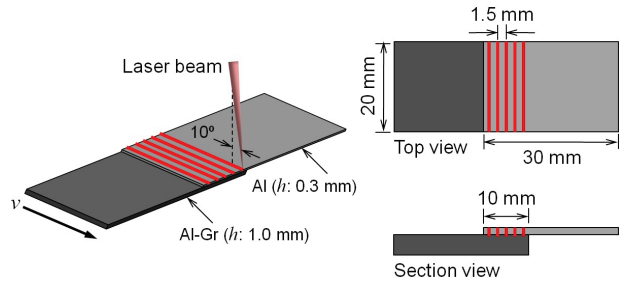 Laser beam
10º
Al (h: 0.3 mm)
Al-Gr (h: 1.0 mm)
v
1.5 mm
20 mm
Top view
30 mm
10 mm
Section view